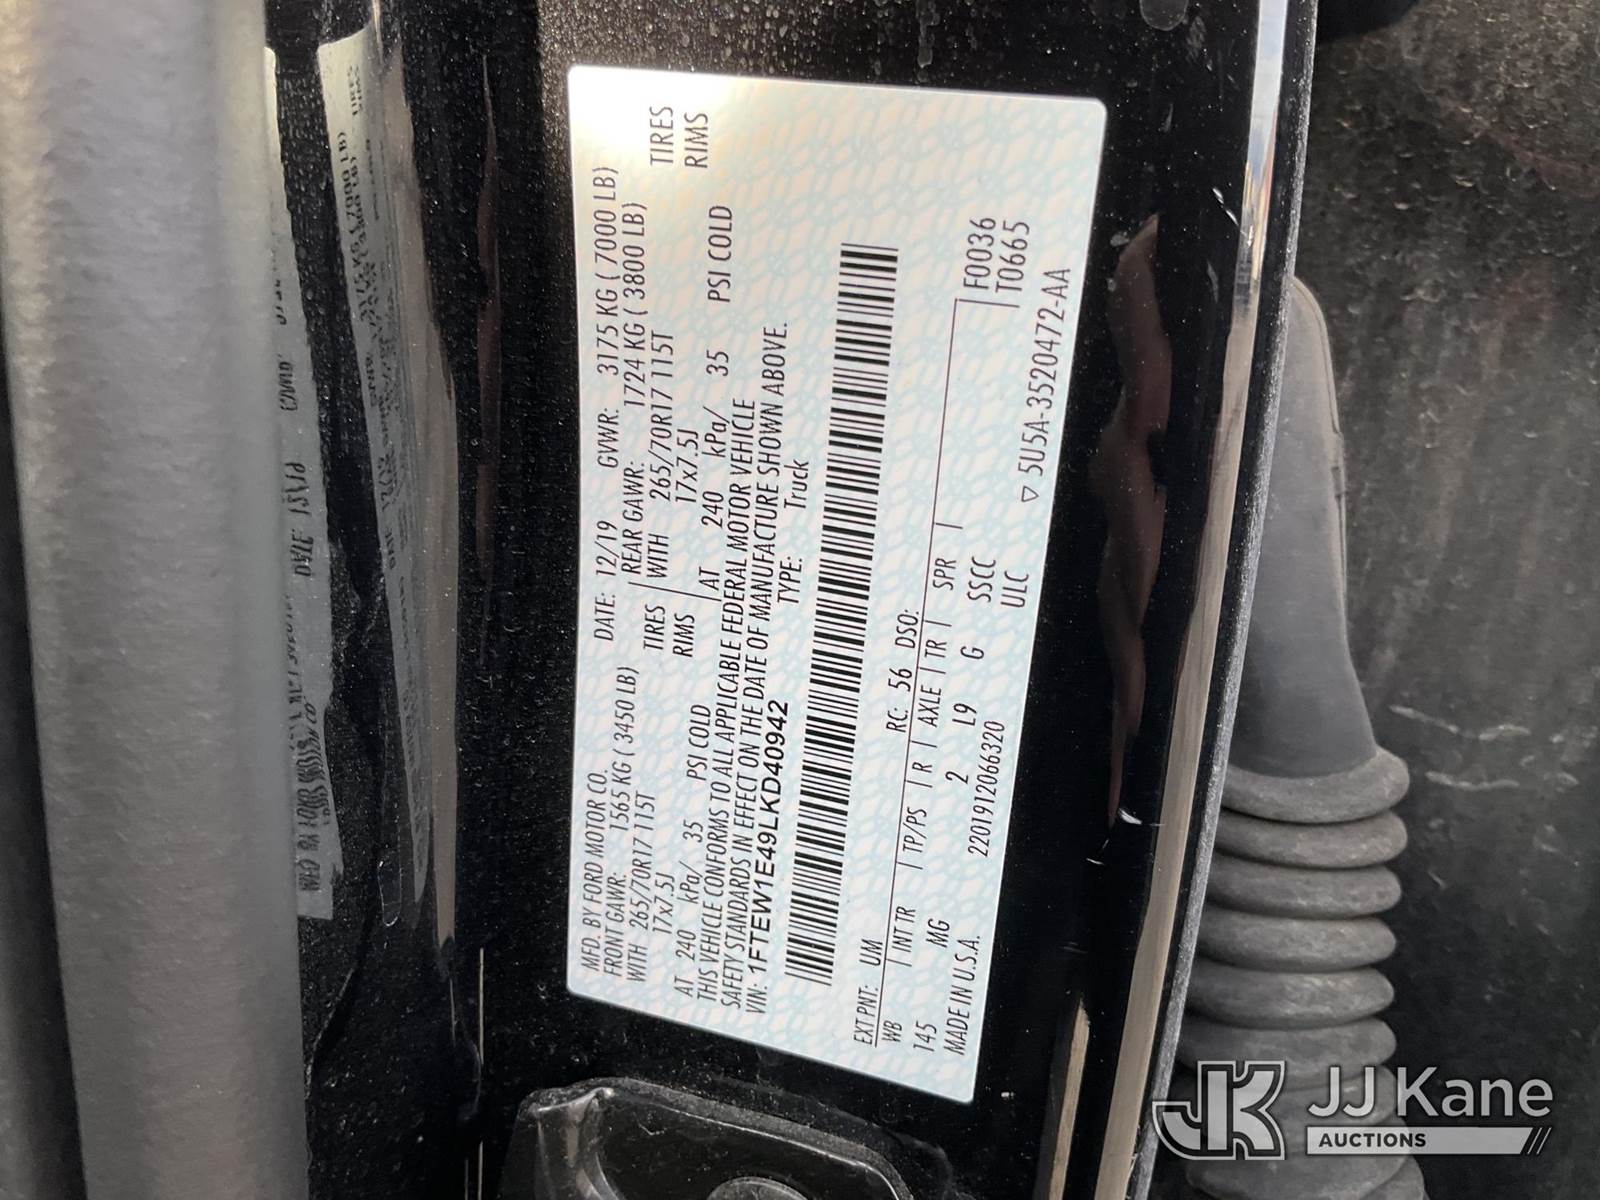 MFD. BY FORD MOTOR CO.
DATE: 12/19 GVWR: 3175 KG ( 7000 LB)
FRONT GAWR: 1565 KG ( 3450 LB) REAR GAWR: 1724 KG ( 3800 LB)
WITH 265/70R17 115T TIRES WITH 265/70R17 115T TIRES
17x7.5J RIMS 17x7.5J RIMS
AT 240 kPa/ 35 PSI COLD AT 240 kPa/ 35 PSI COLD
THIS VEHICLE CONFORMS TO ALL APPLICABLE FEDERAL MOTOR VEHICLE
SAFETY STANDARDS IN EFFECT ON THE DATE OF MANUFACTURE SHOWN ABOVE.
VIN: 1FTEW1E49LKD40942 TYPE: Truck
EXT PNT: UM RC: 56 DSO: F0036
WB INT TR TP/PS R AXLE TR SPR T0665
145 MG 2 L9 G SSCC
MADE IN U.S.A. 2201912066320 ULC
▽ 5U5A-3520472-AA
JK JJ Kane
AUCTIONS